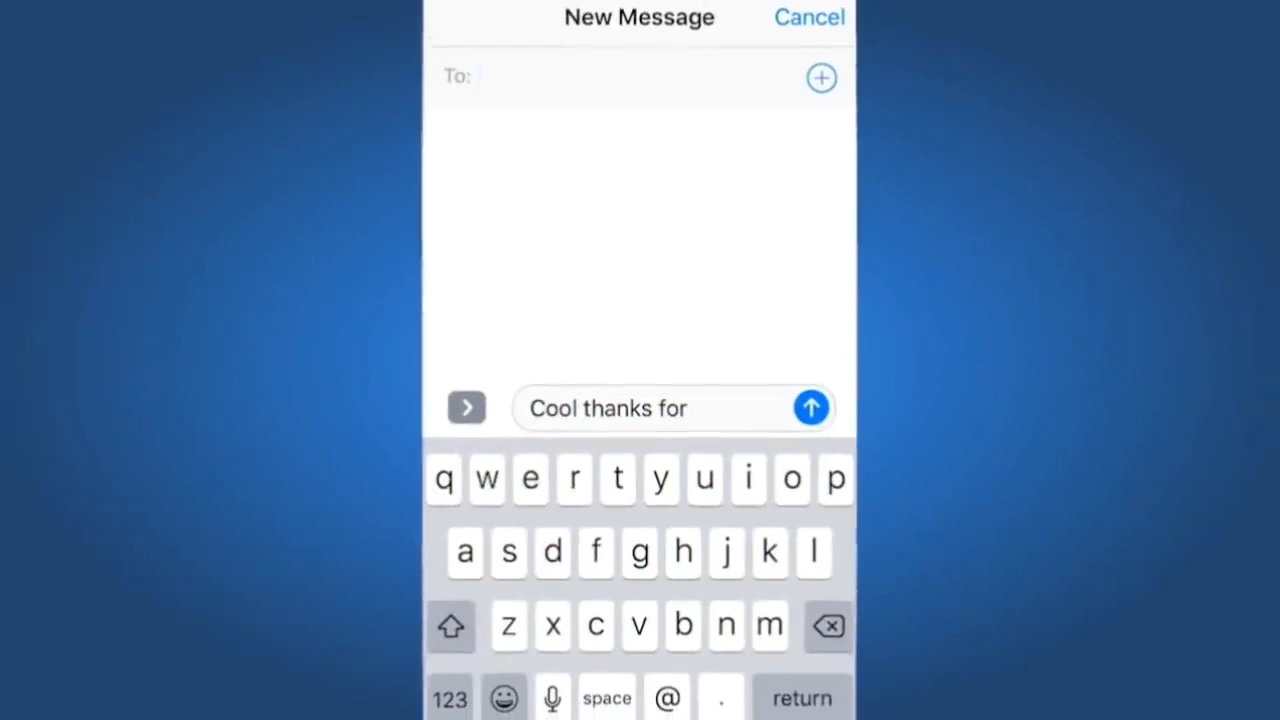 New Message Cancel
To:
Cool thanks for
q w e r t y u i o p
a s d f g h j k l
z x c v b n m
123 space @ . return